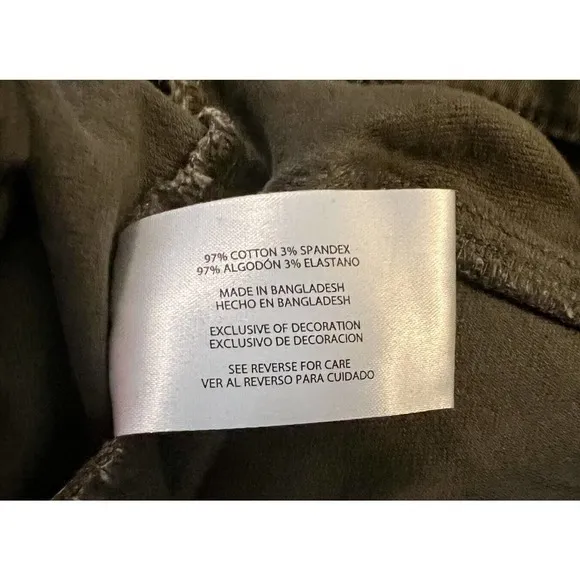 97% COTTON 3% SPANDEX
97% ALGODÓN 3% ELASTANO
MADE IN BANGLADESH
HECHO EN BANGLADESH
EXCLUSIVE OF DECORATION
EXCLUSIVO DE DECORACION
SEE REVERSE FOR CARE
VER AL REVERSO PARA CUIDADO